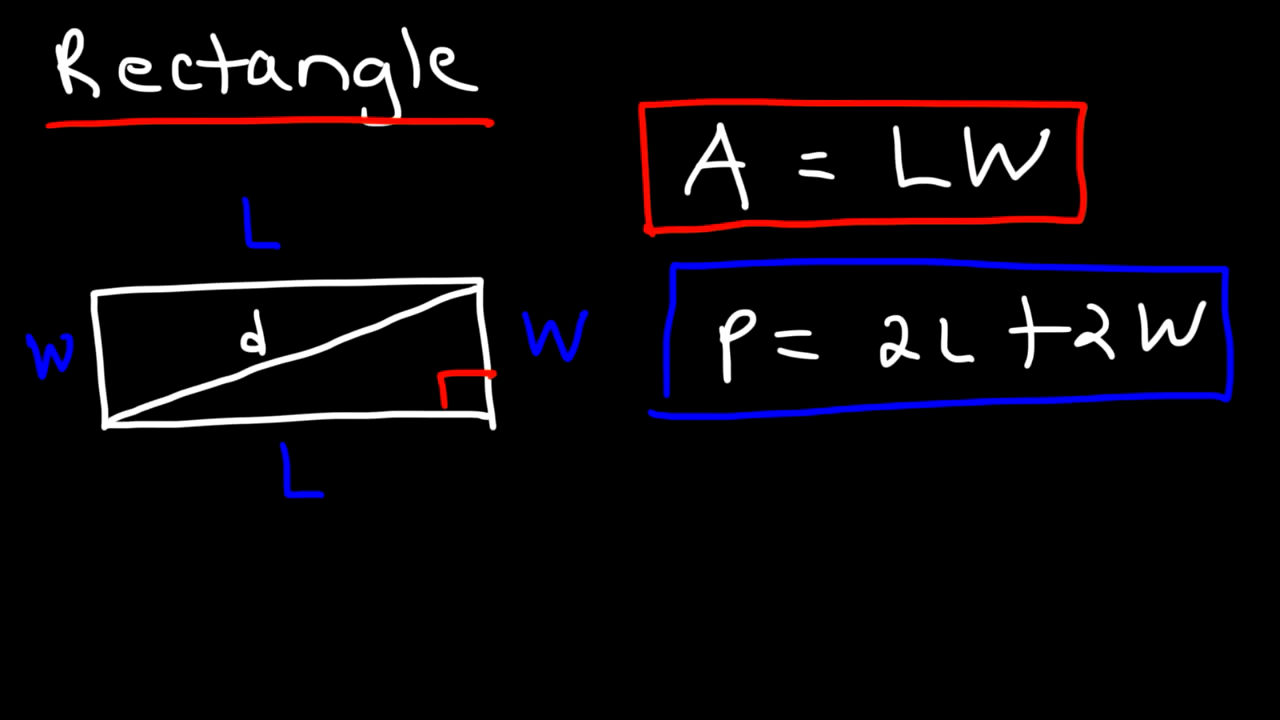 Rectangle
A = LW
L
P = 2L + 2W
W
d
W
L